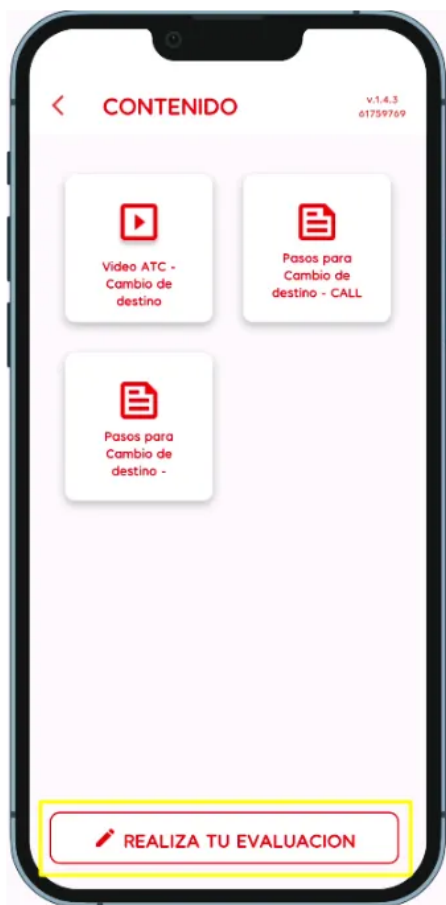 CONTENIDO
v.1.4.3
61759769
Video ATC -
Cambio de
destino
Pasos para
Cambio de
destino - CALL
Pasos para
Cambio de
destino -
REALIZA TU EVALUACION